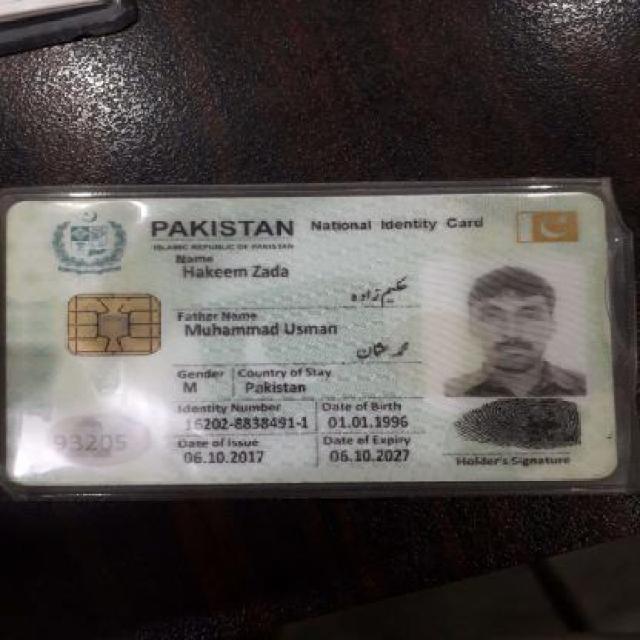 PAKISTAN National Identity Card
ISLAMIC REPUBLIC OF PAKISTAN
Name
Hakeem Zada
حکیم زادہ
Father Name
Muhammad Usman
محمد عثمان
Gender Country of Stay
M Pakistan
Identity Number Date of Birth
16202-8838491-1 01.01.1996
Date of Issue Date of Expiry
06.10.2017 06.10.2027
93205
Holder's Signature